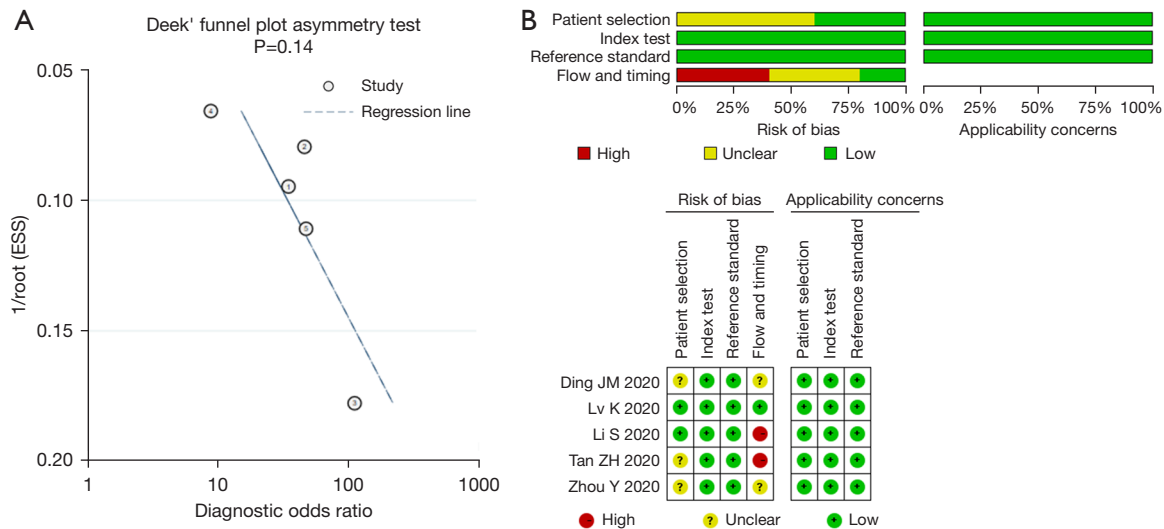 A
Deek' funnel plot asymmetry test
P=0.14
0.05
0.10
0.15
0.20
1/root (ESS)
Study
Regression line
4
2
1
5
3
1 10 100 1000
Diagnostic odds ratio
B
Patient selection
Index test
Reference standard
Flow and timing
0% 25% 50% 75% 100% 0% 25% 50% 75% 100%
Risk of bias Applicability concerns
High Unclear Low
Risk of bias Applicability concerns
Patient selection Index test Reference standard Flow and timing Patient selection Index test Reference standard
Ding JM 2020 ? + + ? + + +
Lv K 2020 + + + + + + +
Li S 2020 + + + - + + +
Tan ZH 2020 ? + + - + + +
Zhou Y 2020 ? + + ? + + +
- High ? Unclear + Low